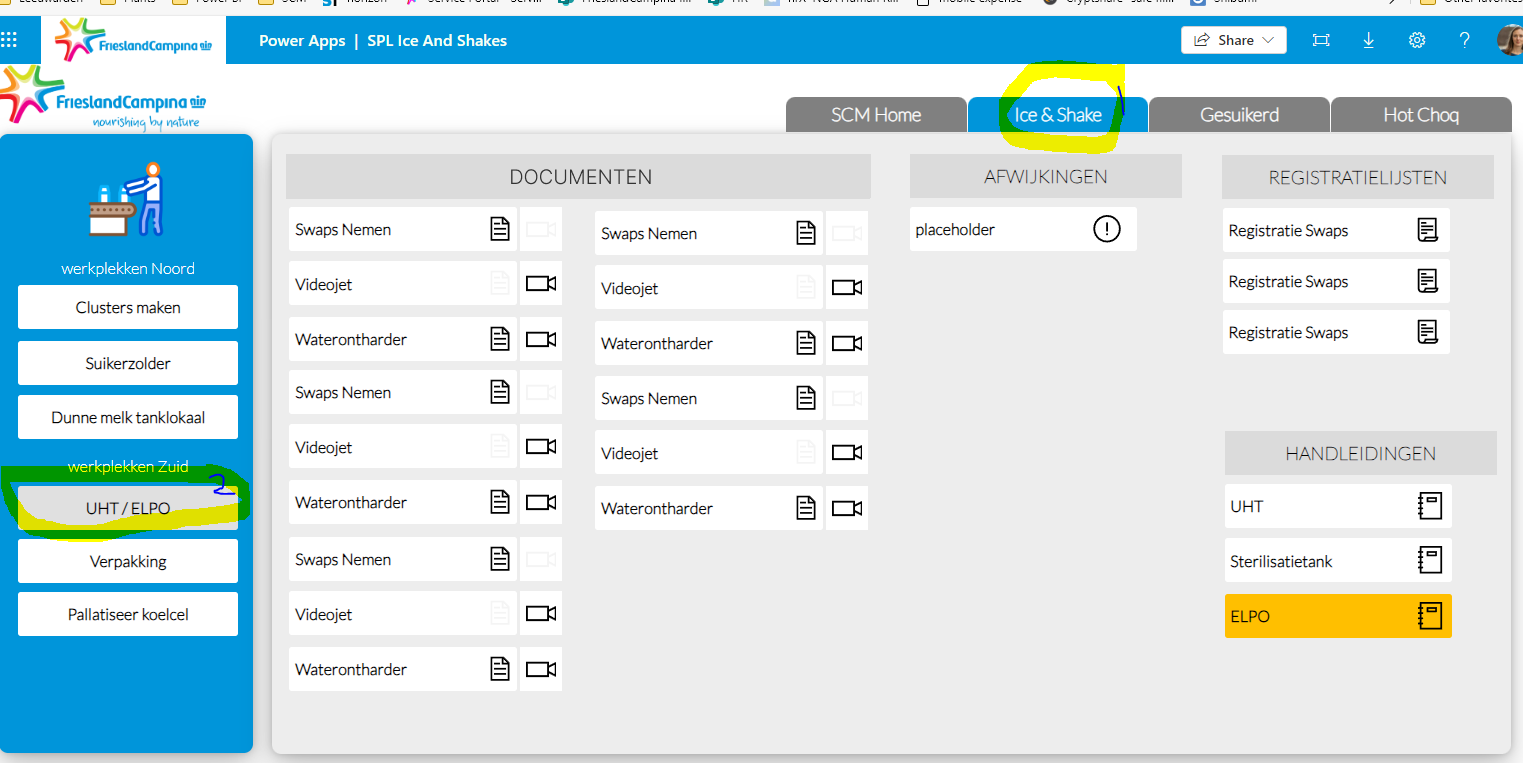 FrieslandCampina
Power Apps | SPL Ice And Shakes
Share
?
FrieslandCampina
nourishing by nature
SCM Home
Ice & Shake
1
Gesuikerd
Hot Choq
werkplekken Noord
Clusters maken
Suikerzolder
Dunne melk tanklokaal
werkplekken Zuid
2
UHT / ELPO
Verpakking
Pallatiseer koelcel
DOCUMENTEN
Swaps Nemen
Videojet
Waterontharder
Swaps Nemen
Videojet
Waterontharder
Swaps Nemen
Videojet
Waterontharder
Swaps Nemen
Videojet
Waterontharder
Swaps Nemen
Videojet
Waterontharder
AFWIJKINGEN
placeholder
REGISTRATIELIJSTEN
Registratie Swaps
Registratie Swaps
Registratie Swaps
HANDLEIDINGEN
UHT
Sterilisatietank
ELPO